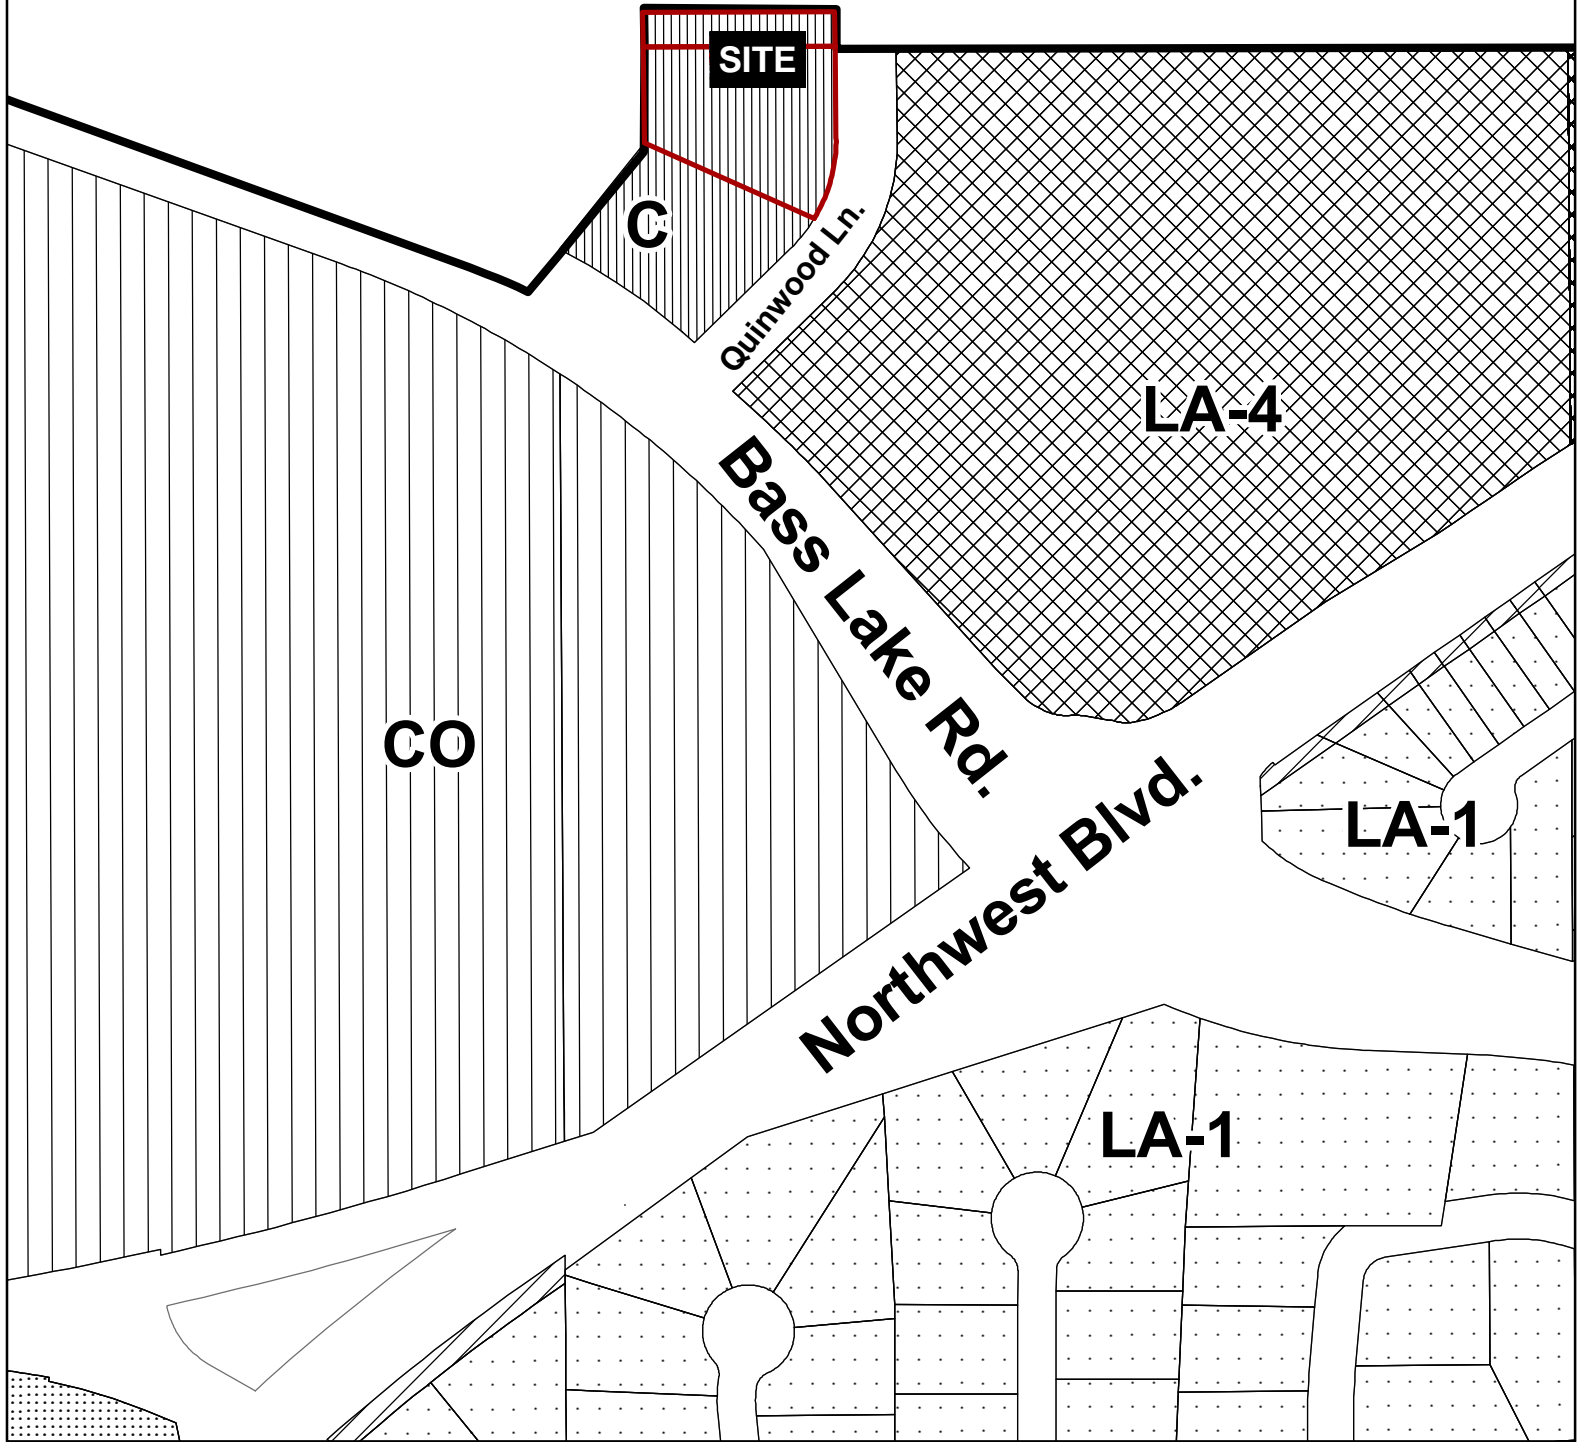 SITE
C
Quinwood Ln.
LA-4
Bass Lake Rd.
CO
Northwest Blvd.
LA-1
LA-1